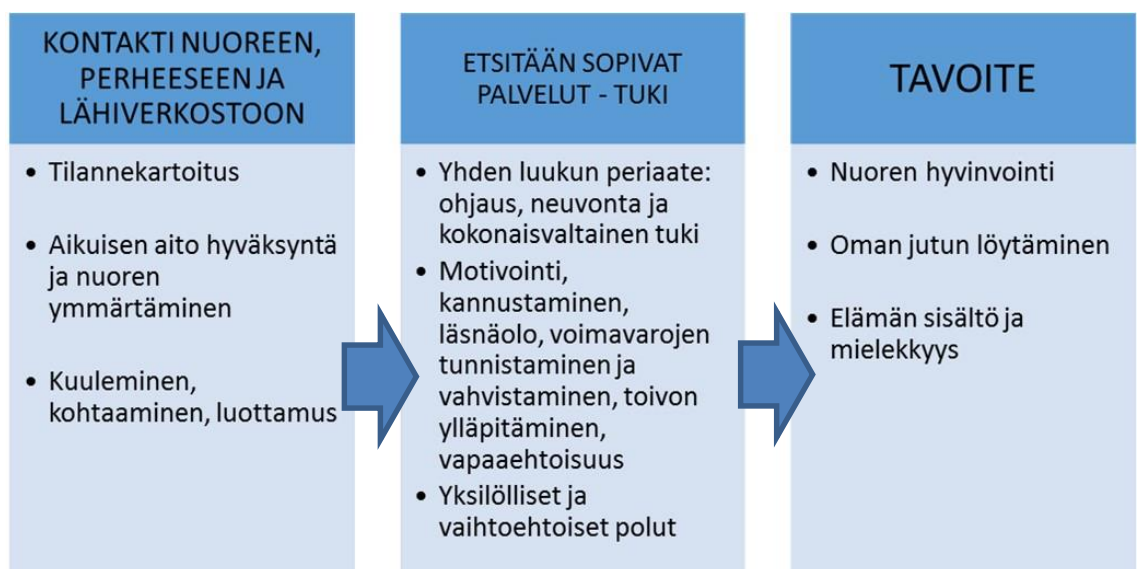 KONTAKTI NUOREEN,
PERHEESEEN JA
LÄHIVERKOSTOON
• Tilannekartoitus
• Aikuisen aito hyväksyntä
ja nuoren
ymmärtäminen
• Kuuleminen,
kohtaaminen, luottamus
ETSITÄÄN SOPIVAT
PALVELUT - TUKI
• Yhden luukun periaate:
ohjaus, neuvonta ja
kokonaisvaltainen tuki
• Motivointi,
kannustaminen,
läsnäolo, voimavarojen
tunnistaminen ja
vahvistaminen, toivon
ylläpitäminen,
vapaaehtoisuus
• Yksilölliset ja
vaihtoehtoiset polut
TAVOITE
• Nuoren hyvinvointi
• Oman jutun löytäminen
• Elämän sisältö ja
mielekkyys